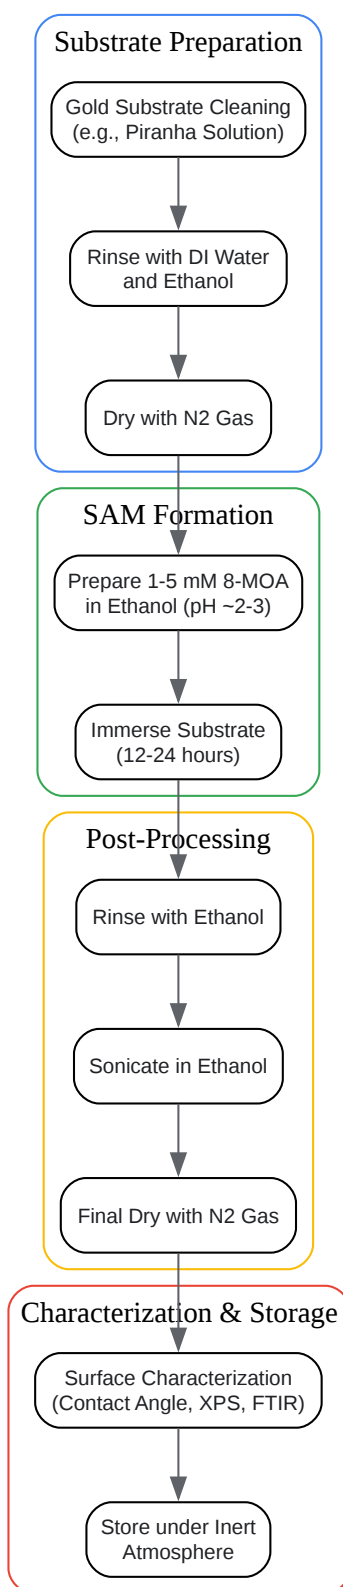 Substrate Preparation
Gold Substrate Cleaning
(e.g., Piranha Solution)
Rinse with DI Water
and Ethanol
Dry with N2 Gas
SAM Formation
Prepare 1-5 mM 8-MOA
in Ethanol (pH ~2-3)
Immerse Substrate
(12-24 hours)
Post-Processing
Rinse with Ethanol
Sonicate in Ethanol
Final Dry with N2 Gas
Characterization & Storage
Surface Characterization
(Contact Angle, XPS, FTIR)
Store under Inert
Atmosphere